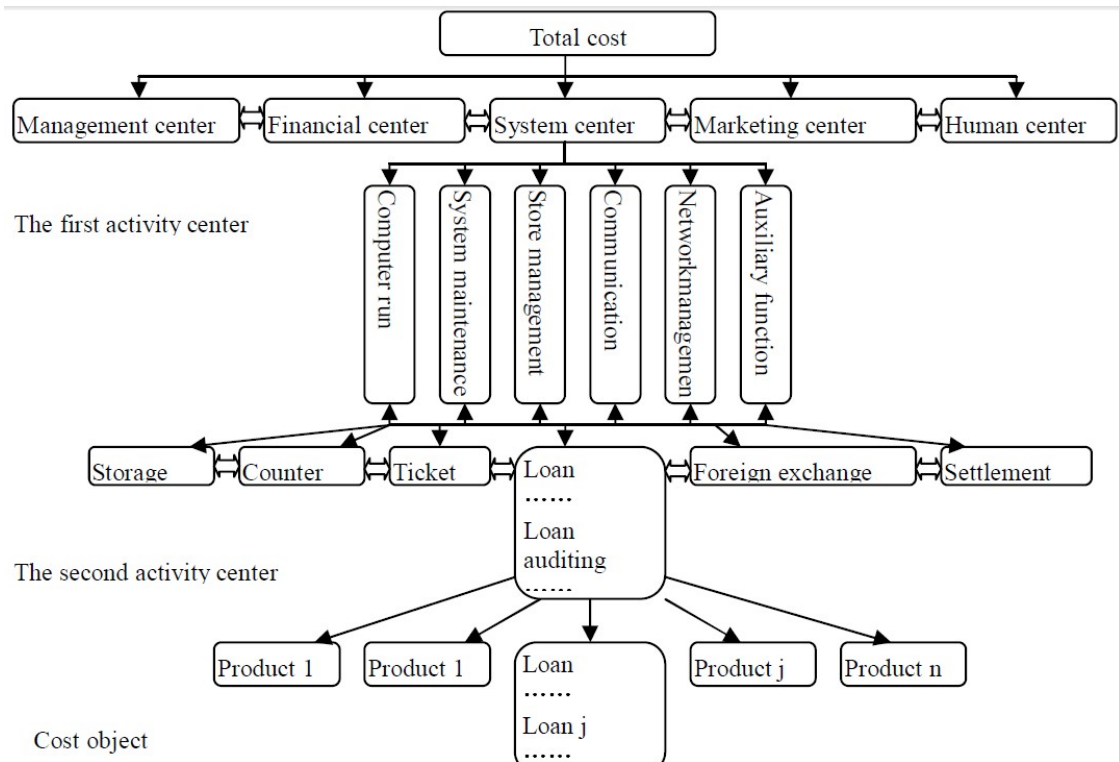 Total cost
Management center
Financial center
System center
Marketing center
Human center
The first activity center
Computer run
System maintenance
Store management
Communication
Networkmanagemen
Auxiliary function
Storage
Counter
Ticket
Loan
……
Loan
auditing
……
Foreign exchange
Settlement
The second activity center
Product 1
Product 1
Loan
……
Loan j
……
Product j
Product n
Cost object